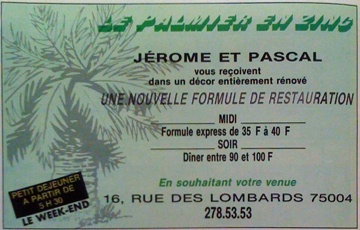 LE PALMIER EN ZINC
JÉROME ET PASCAL
vous reçoivent
dans un décor entièrement rénové
UNE NOUVELLE FORMULE DE RESTAURATION
MIDI
Formule express de 35 F à 40 F
SOIR
Dîner entre 90 et 100 F
En souhaitant votre venue
16, RUE DES LOMBARDS 75004
278.53.53
PETIT DEJEUNER
A PARTIR DE
5 H 30
LE WEEK-END